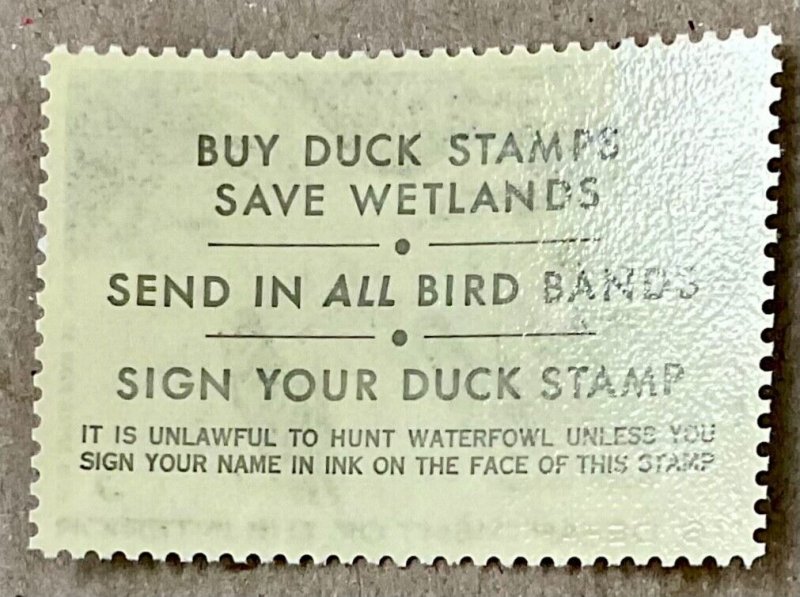 BUY DUCK STAMPS
SAVE WETLANDS
SEND IN ALL BIRD BANDS
SIGN YOUR DUCK STAMP
IT IS UNLAWFUL TO HUNT WATERFOWL UNLESS YOU
SIGN YOUR NAME IN INK ON THE FACE OF THIS STAMP